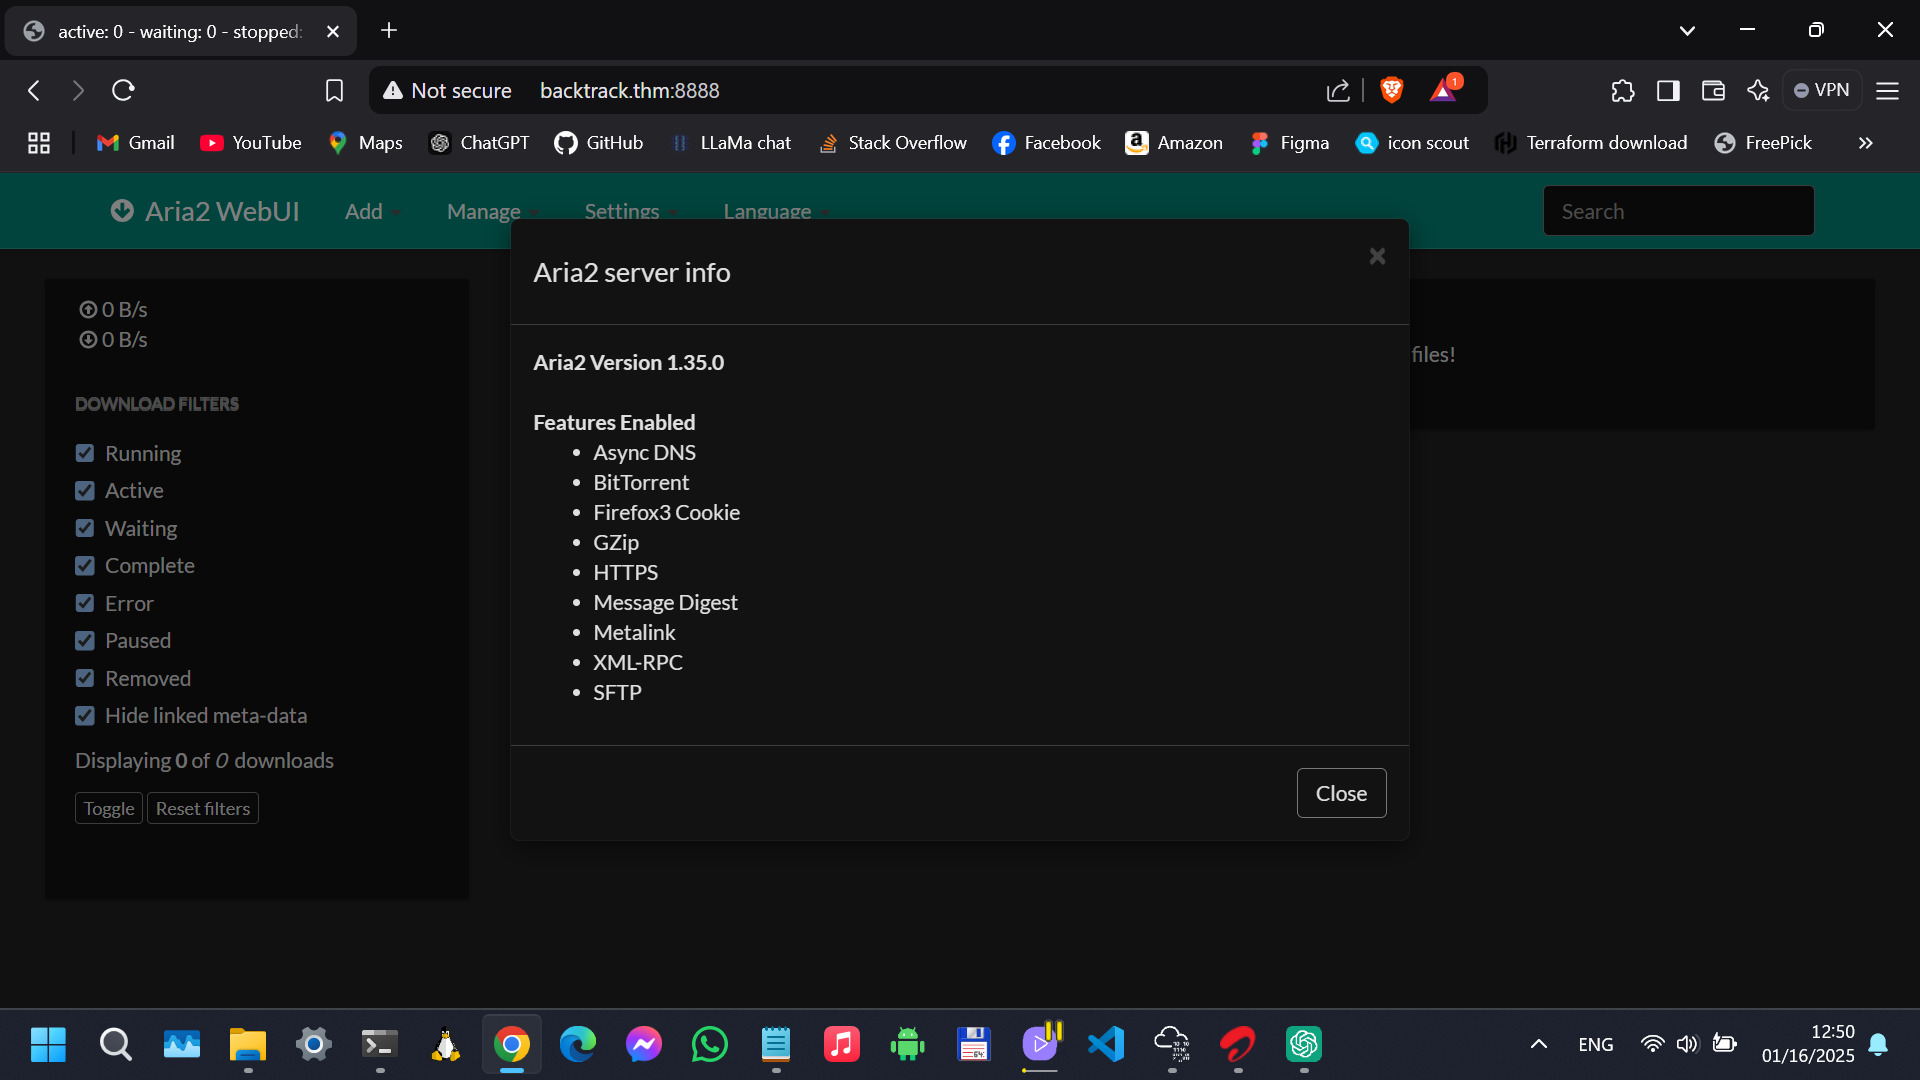 active: 0 - waiting: 0 - stopped:
Not secure backtrack.thm:8888
1
VPN
Gmail YouTube Maps ChatGPT GitHub LLaMa chat Stack Overflow Facebook Amazon Figma icon scout Terraform download FreePick
Aria2 WebUI Add Manage Settings Language Search
Aria2 server info
0 B/s
0 B/s
files!
Aria2 Version 1.35.0
DOWNLOAD FILTERS
Features Enabled
Running
Async DNS
Active
BitTorrent
Waiting
Firefox3 Cookie
Complete
GZip
HTTPS
Error
Message Digest
Paused
Metalink
Removed
XML-RPC
Hide linked meta-data
SFTP
Displaying 0 of 0 downloads
Toggle Reset filters
Close
ENG
12:50
01/16/2025